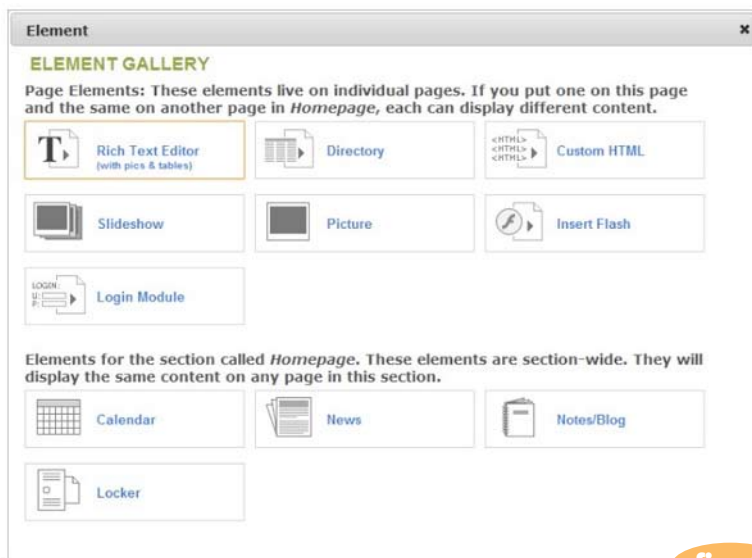 Element
ELEMENT GALLERY
Page Elements: These elements live on individual pages. If you put one on this page
and the same on another page in Homepage, each can display different content.
Rich Text Editor
(with pics & tables)
Directory
<HTML>
<HTML>
<HTML>
Custom HTML
Slideshow
Picture
Insert Flash
LOGIN:
U:
P:
Login Module
Elements for the section called Homepage. These elements are section-wide. They will
display the same content on any page in this section.
Calendar
News
Notes/Blog
Locker